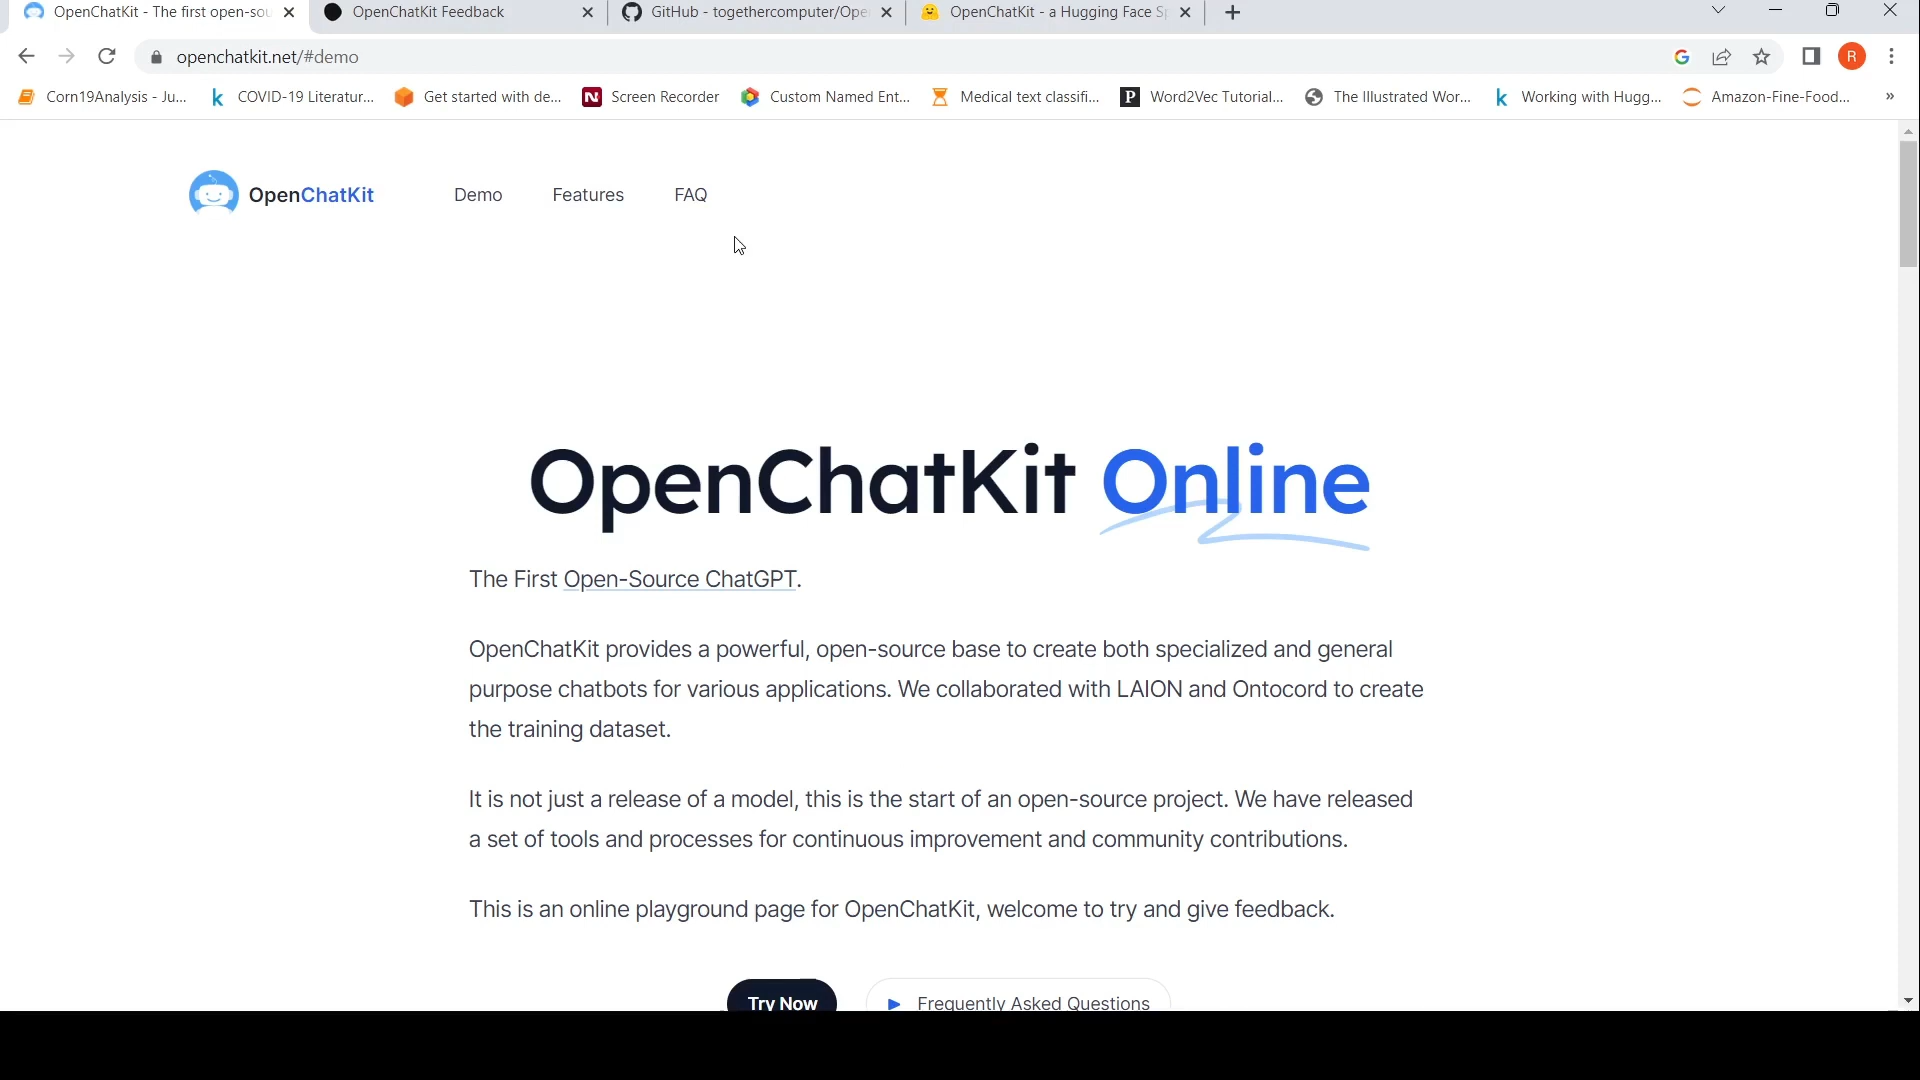 OpenChatKit - The first open-sou
OpenChatKit Feedback
GitHub - togethercomputer/Ope
OpenChatKit - a Hugging Face Sp
openchatkit.net/#demo
R
Corn19Analysis - Ju...
COVID-19 Literatur...
Get started with de...
Screen Recorder
Custom Named Ent...
Medical text classifi...
Word2Vec Tutorial...
The Illustrated Wor...
Working with Hugg...
Amazon-Fine-Food...
»
OpenChatKit
Demo
Features
FAQ
OpenChatKit Online
The First Open-Source ChatGPT.
OpenChatKit provides a powerful, open-source base to create both specialized and general
purpose chatbots for various applications. We collaborated with LAION and Ontocord to create
the training dataset.
It is not just a release of a model, this is the start of an open-source project. We have released
a set of tools and processes for continuous improvement and community contributions.
This is an online playground page for OpenChatKit, welcome to try and give feedback.
Try Now
Frequently Asked Questions